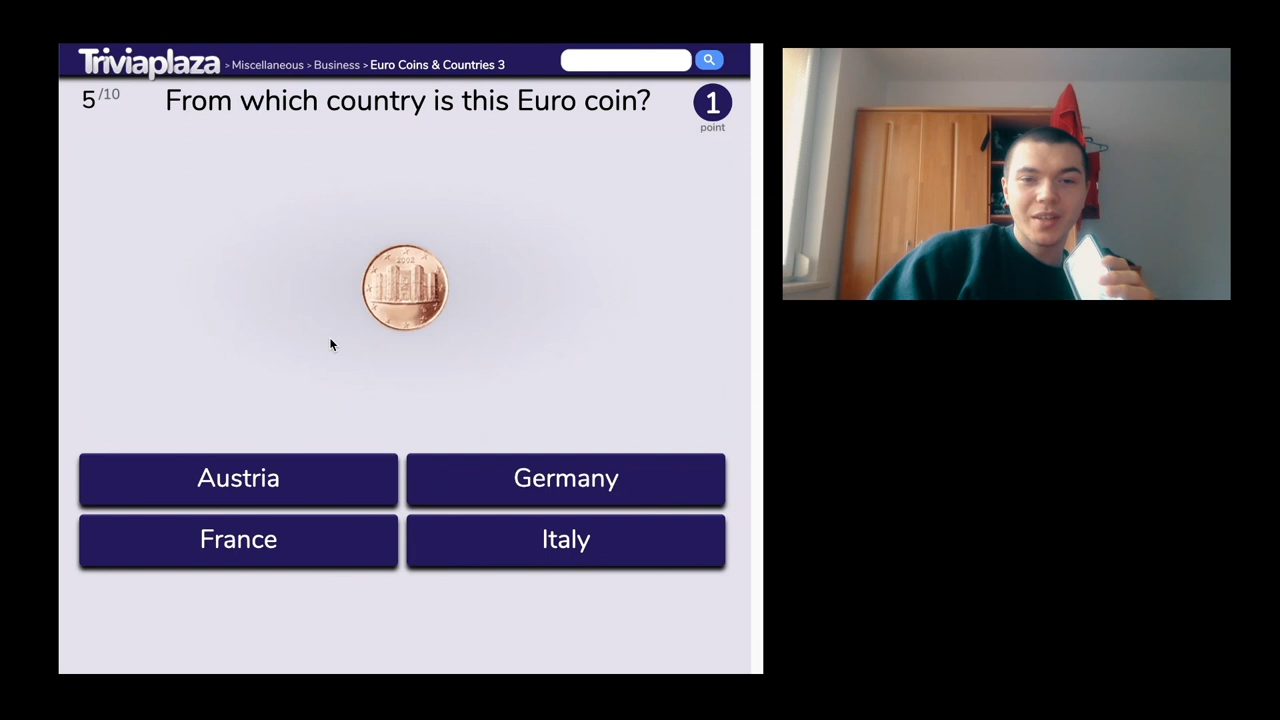 Triviaplaza > Miscellaneous > Business > Euro Coins & Countries 3
5/10 From which country is this Euro coin? 1
point
2002
Austria Germany
France Italy